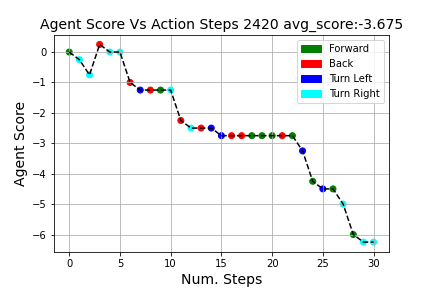 Agent Score Vs Action Steps 2420 avg_score:-3.675
Forward
Back
Turn Left
Turn Right
Agent Score
0
−1
−2
−3
−4
−5
−6
0 5 10 15 20 25 30
Num. Steps